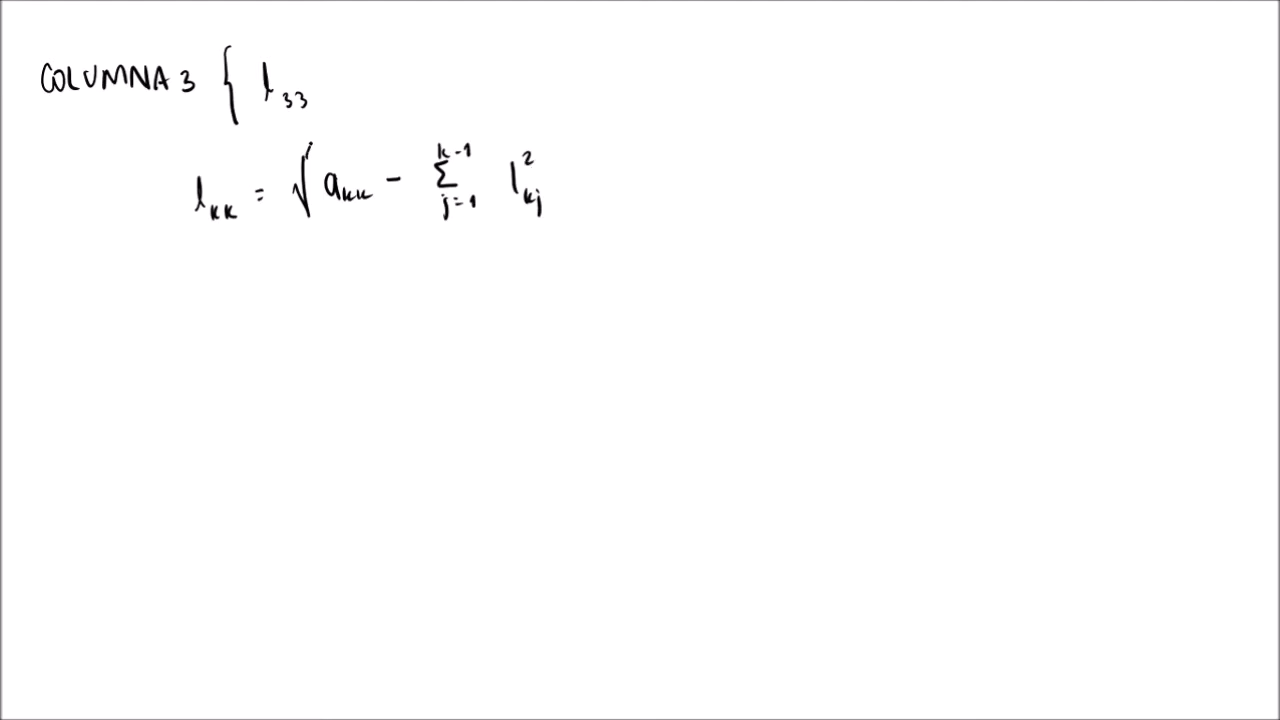 COLUMNA 3 { l₃₃
lₖₖ = √ aₖₖ - Σ_{j=1}^{k-1} l²ₖⱼ